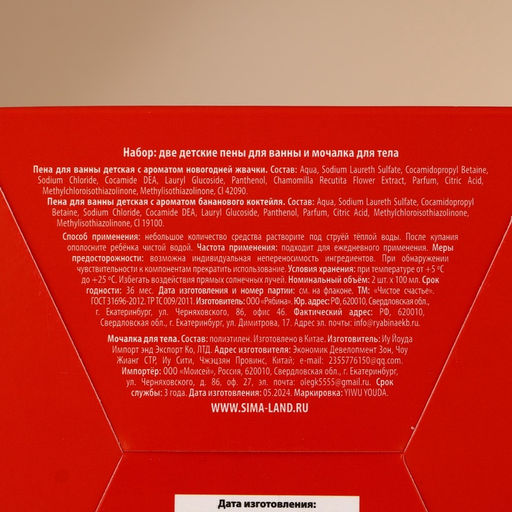 Набор: две детские пены для ванны и мочалка для тела
Пена для ванны детская с ароматом новогодней жвачки. Состав: Aqua, Sodium Laureth Sulfate, Cocamidopropyl Betaine,
Sodium Chloride, Cocamide DEA, Lauryl Glucoside, Panthenol, Chamomilla Recutita Flower Extract, Parfum, Citric Acid,
Methylchloroisothiazolinone, Methylisothiazolinone, CI 42090.
Пена для ванны детская с ароматом бананового коктейля. Состав: Aqua, Sodium Laureth Sulfate, Cocamidopropyl
Betaine, Sodium Chloride, Cocamide DEA, Lauryl Glucoside, Panthenol, Parfum, Citric Acid, Methylchloroisothiazolinone,
Methylisothiazolinone, CI 19100.
Способ применения: небольшое количество средства растворите под струёй тёплой воды. После купания
ополосните ребёнка чистой водой. Частота применения: подходит для ежедневного применения. Меры
предосторожности: возможна индивидуальная непереносимость ингредиентов. При обнаружении
чувствительности к компонентам прекратить использование. Условия хранения: при температуре от +5 °С
до +25 °С. Избегать воздействия прямых солнечных лучей. Номинальный объём: 2 шт. х 100 мл. Срок
годности: 36 мес. Дата изготовления и номер партии: см. на флаконе. ТМ: «Чистое счастье».
ГОСТ 31696-2012. ТР ТС 009/2011. Изготовитель: ООО «Рябина». Юр. адрес: РФ, 620010, Свердловская обл.,
г. Екатеринбург, ул. Черняховского, 86, офис 46. Фактический адрес: РФ, 620010,
Свердловская обл., г. Екатеринбург, ул. Димитрова, 17. Адрес эл. почты: info@ryabinaekb.ru.
Мочалка для тела. Состав: полиэтилен. Изготовлено в Китае. Изготовитель: Иу Йоуда
Импорт энд Экспорт Ко, ЛТД. Адрес изготовителя: Экономик Девелопмент Зон, Чоу
Жианг СТР, Иу Сити, Чжэцзян Провинс, Китай; e-mail: 2355776150@qq.com.
Импортёр: ООО «Моисей», Россия, 620010, Свердловская обл., г. Екатеринбург,
ул. Черняховского, д. 86, оф. 27, эл. почта: olegk5555@gmail.ru. Срок
службы: 3 года. Дата изготовления: 05.2024. Маркировка: YIWU YOUDA.
WWW.SIMA-LAND.RU
Дата изготовления: